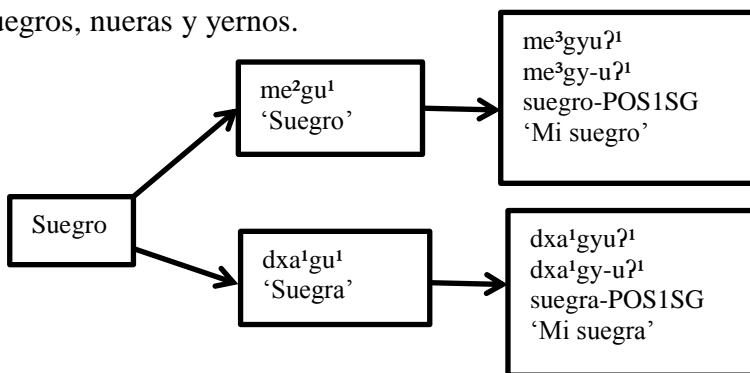 uegros, nueras y yernos.
Suegro
me²gu¹
‘Suegro’
me³gyuʔ¹
me³gy-uʔ¹
suegro-POS1SG
‘Mi suegro’
dxa¹gu¹
‘Suegra’
dxa¹gyuʔ¹
dxa¹gy-uʔ¹
suegra-POS1SG
‘Mi suegra’